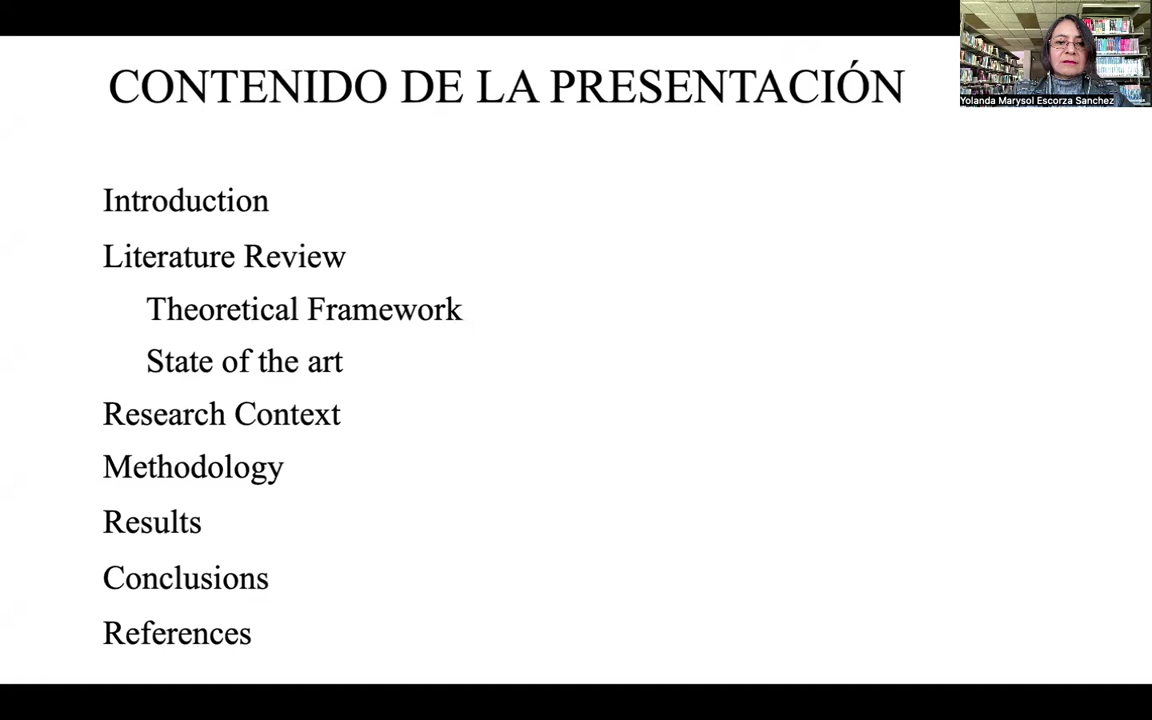 CONTENIDO DE LA PRESENTACIÓN
Yolanda Marysol Escorza Sanchez
Introduction
Literature Review
Theoretical Framework
State of the art
Research Context
Methodology
Results
Conclusions
References